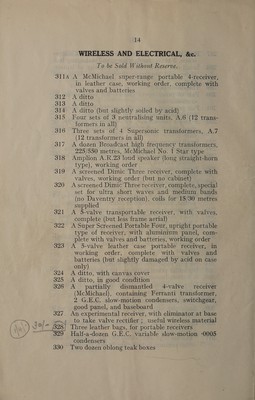 14
WIRELESS AND ELECTRICAL, &c.
To be Sold Without Reserve.
311A A McMichael super-range portable 4-receiver,
in leather case, working order, complete with
valves and batteries
312 A ditto
313 A ditto
314 A ditto (but slightly soiled by acid)
315 Four sets of 3 neutralising units, A.6 (12 trans-
formers in all)
316 Three sets of 4 Supersonic transformers, A.7
(12 transformers in all)
317 A dozen Broadcast high frequency transformers,
225/550 metres, McMichael No. 1 Star type
318 Amplion A.R.23 loud speaker (long straight-horn
type), working order
319 A screened Dimic Three receiver, complete with
valves, working order (but no cabinet)
320 A screened Dimic Three receiver, complete, special
set for ultra short waves and medium bands
(no Daventry reception), coils for 18/30 metres
supplied
321 A 5-valve transportable receiver, with valves,
complete (but less frame aerial)
322 A Super Screened Portable Four, upright portable
type of receiver, with aluminium panel, com-
plete with valves and batteries, working order
323 A 5-valve leather case portable receiver, in
working order, complete with valves and
batteries (but slightly damaged by acid on case
only)
324 A ditto, with canvas cover
325 A ditto, in good condition
326 A partially dismantled 4-valve receiver
(McMichael), containing Ferranti transformer,
2 G.E.C. slow-motion condensers, switchgear,
good panel, and baseboard
327 An experimental receiver, with eliminator at base
to take valve rectifier ; useful wireless material
30/- 328 Three leather bags, for portable receivers
329 Half-a-dozen G.E.C. variable slow-motion ·0005
condensers
330 Two dozen oblong teak boxes